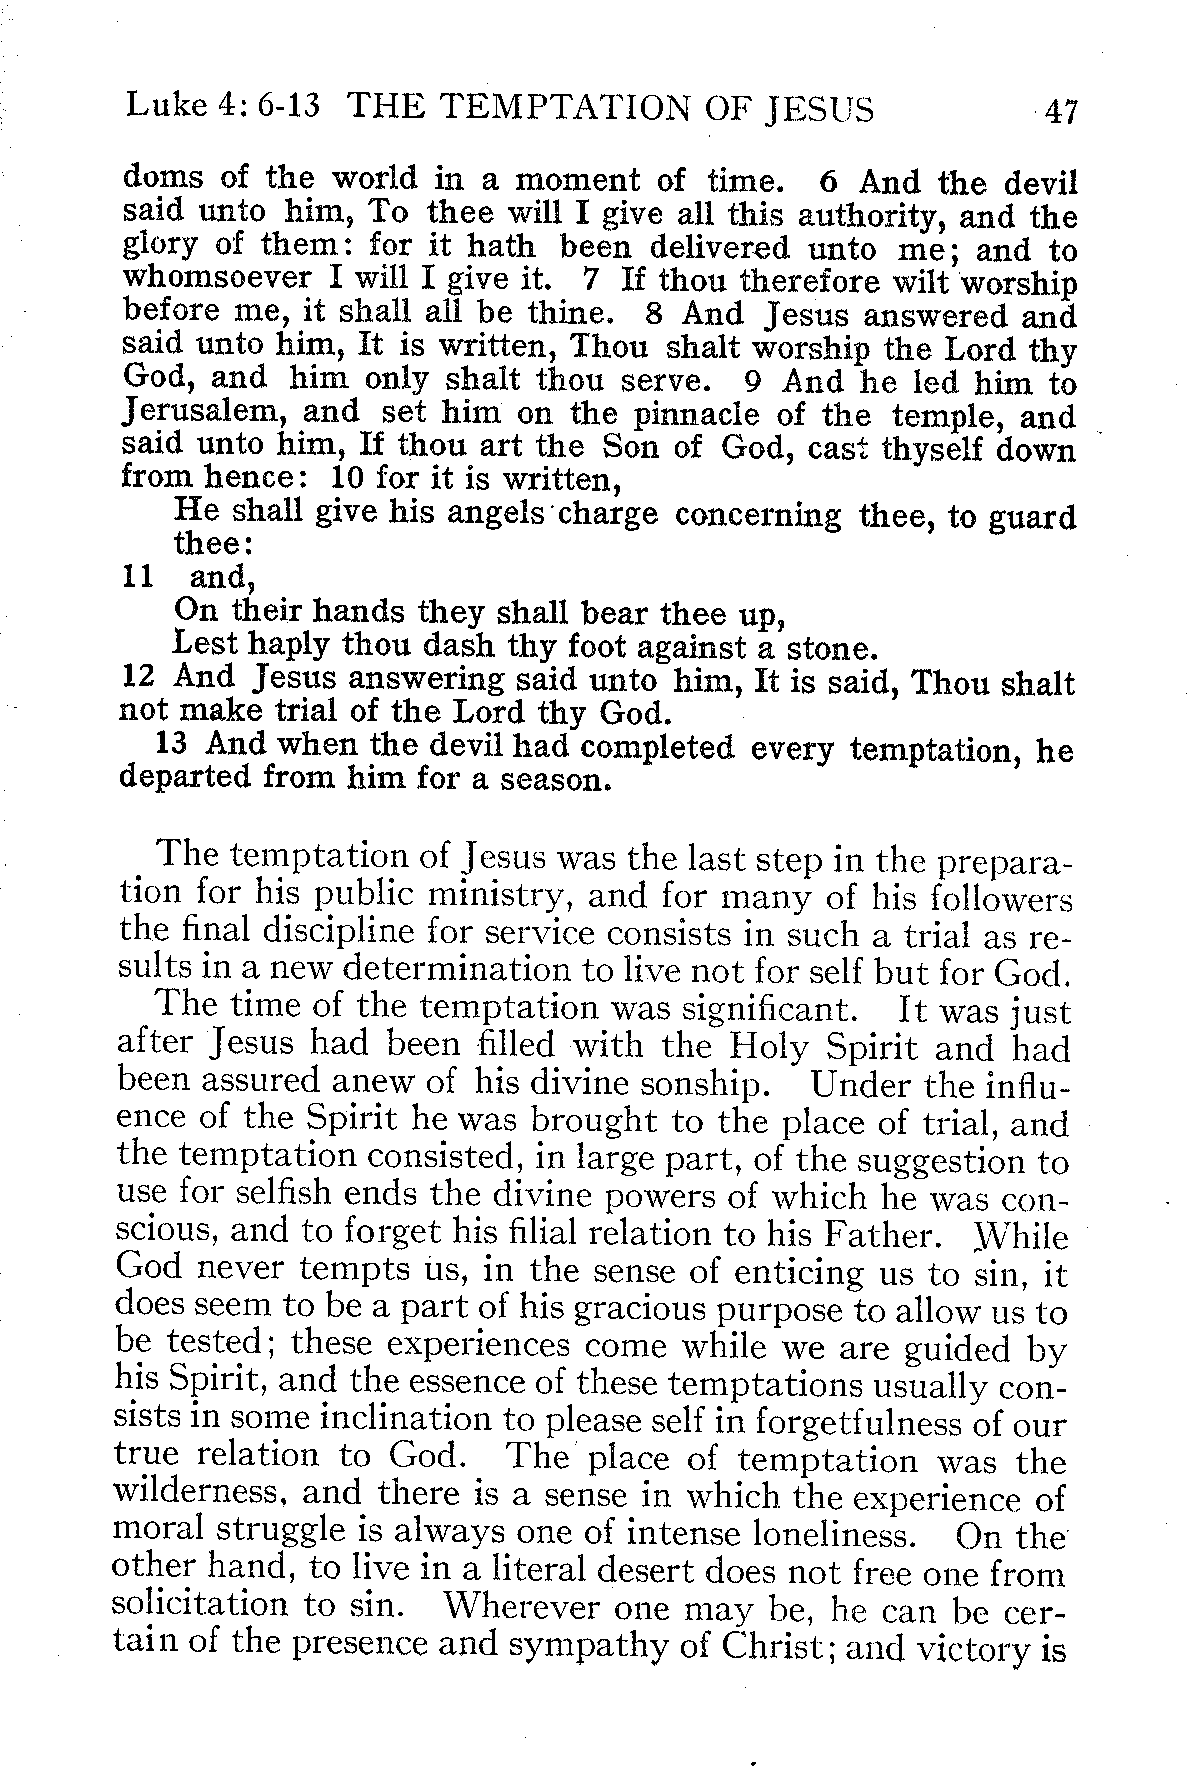 Luke 4: 6-13 THE TEMPTATION OF JESUS 47
doms of the world in a moment of time. 6 And the devil
said unto him, To thee will I give all this authority, and the
glory of them: for it hath been delivered unto me; and to
whomsoever I will I give it. 7 If thou therefore wilt worship
before me, it shall all be thine. 8 And Jesus answered and
said unto him, It is written, Thou shalt worship the Lord thy
God, and him only shalt thou serve. 9 And he led him to
Jerusalem, and set him on the pinnacle of the temple, and
said unto him, If thou art the Son of God, cast thyself down
from hence: 10 for it is written,
He shall give his angels charge concerning thee, to guard
thee:
11 and,
On their hands they shall bear thee up,
Lest haply thou dash thy foot against a stone.
12 And Jesus answering said unto him, It is said, Thou shalt
not make trial of the Lord thy God.
13 And when the devil had completed every temptation, he
departed from him for a season.
The temptation of Jesus was the last step in the prepara-
tion for his public ministry, and for many of his followers
the final discipline for service consists in such a trial as re-
sults in a new determination to live not for self but for God.
The time of the temptation was significant. It was just
after Jesus had been filled with the Holy Spirit and had
been assured anew of his divine sonship. Under the influ-
ence of the Spirit he was brought to the place of trial, and
the temptation consisted, in large part, of the suggestion to
use for selfish ends the divine powers of which he was con-
scious, and to forget his filial relation to his Father. While
God never tempts us, in the sense of enticing us to sin, it
does seem to be a part of his gracious purpose to allow us to
be tested; these experiences come while we are guided by
his Spirit, and the essence of these temptations usually con-
sists in some inclination to please self in forgetfulness of our
true relation to God. The place of temptation was the
wilderness, and there is a sense in which the experience of
moral struggle is always one of intense loneliness. On the
other hand, to live in a literal desert does not free one from
solicitation to sin. Wherever one may be, he can be cer-
tain of the presence and sympathy of Christ; and victory is